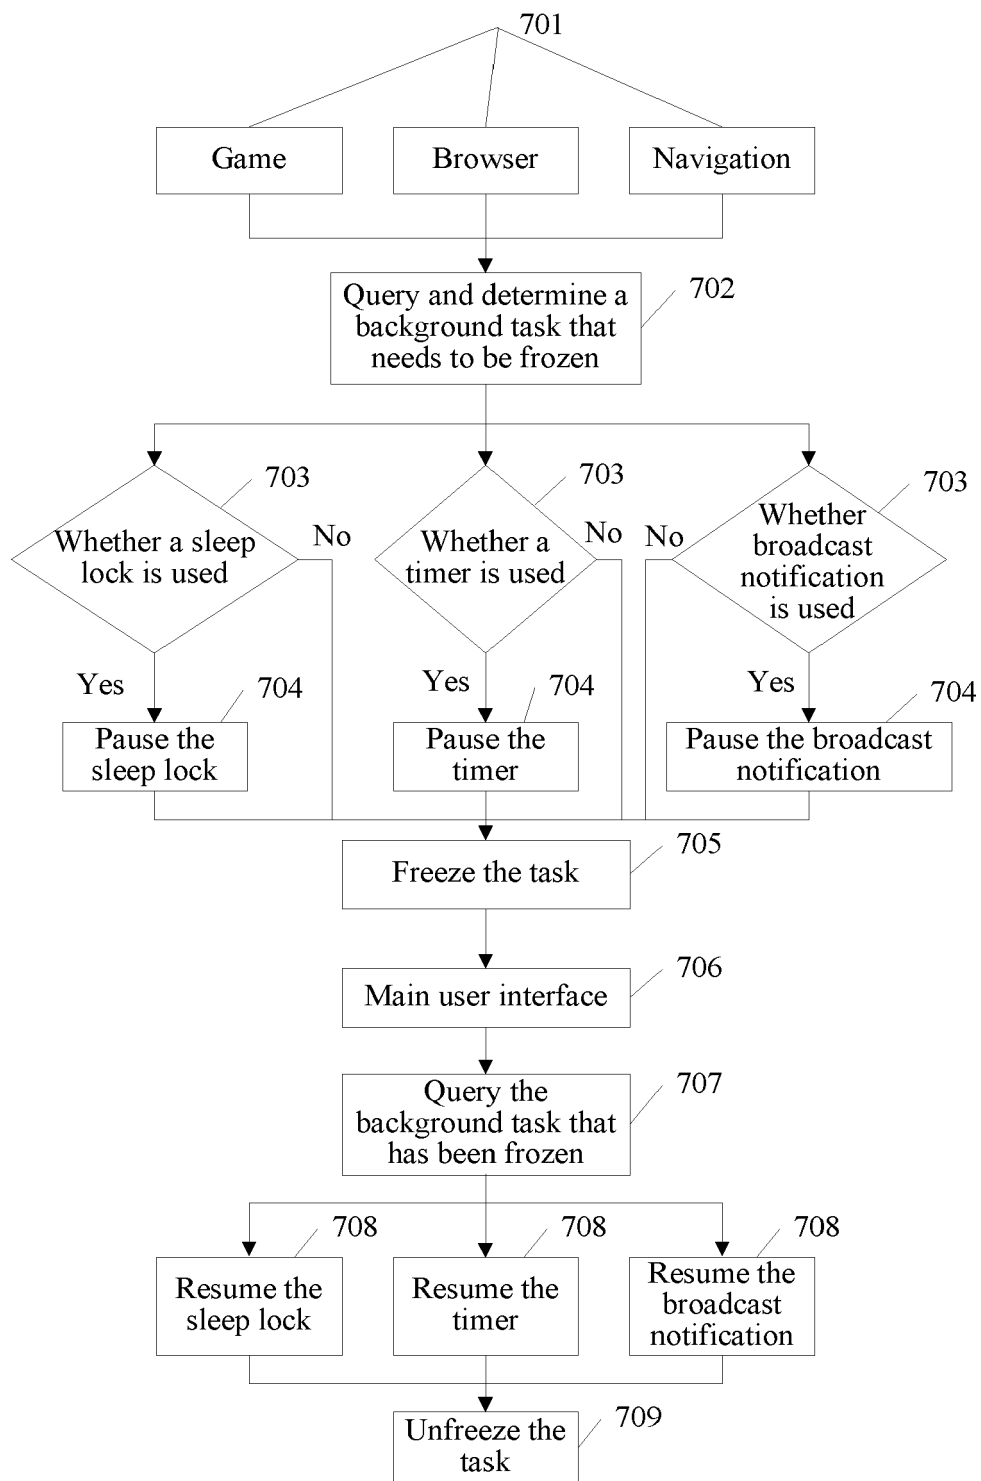 701
Game
Browser
Navigation
Query and determine a
background task that
needs to be frozen
702
703
703
703
Whether a sleep
lock is used
No
Whether a
timer is used
No
No
Whether
broadcast
notification
is used
Yes
704
Yes
704
Yes
704
Pause the
sleep lock
Pause the
timer
Pause the broadcast
notification
705
Freeze the task
706
Main user interface
707
Query the
background task that
has been frozen
708
708
708
Resume the
sleep lock
Resume the
timer
Resume the
broadcast
notification
709
Unfreeze the
task